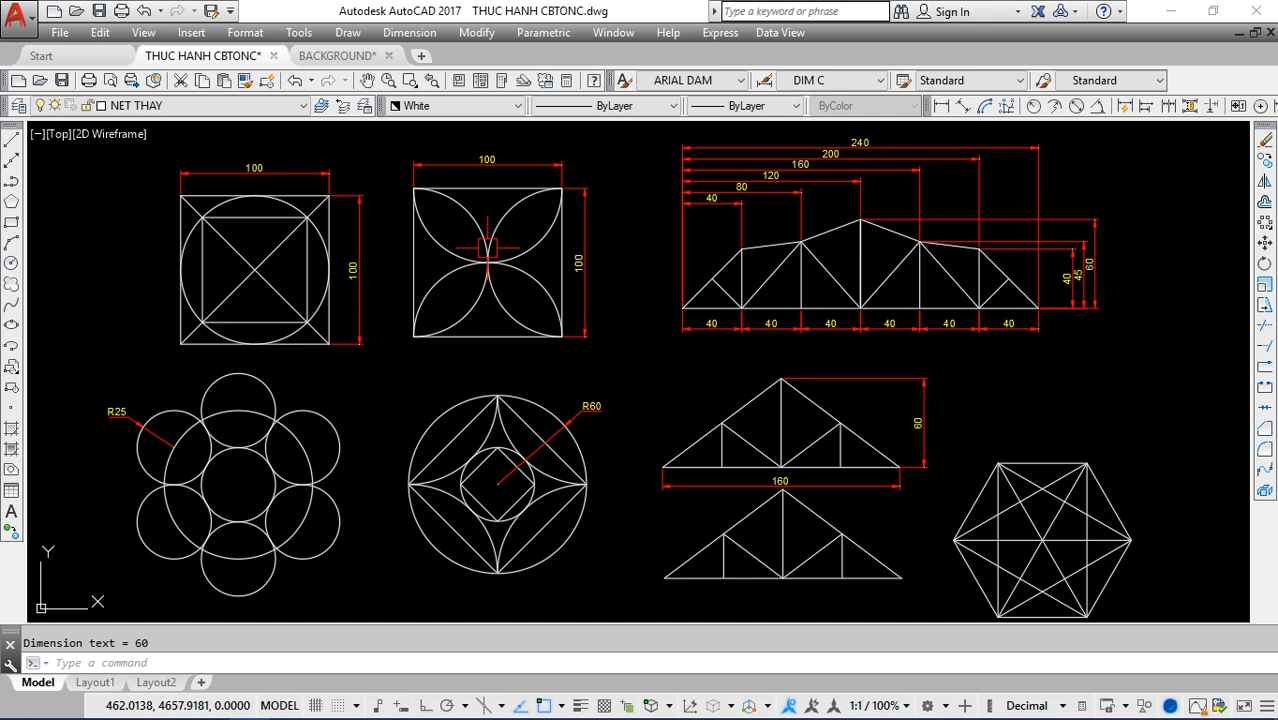 Autodesk AutoCAD 2017 THUC HANH CBTONC.dwg
Type a keyword or phrase
Sign In
File Edit View Insert Format Tools Draw Dimension Modify Parametric Window Help Express Data View
Start THUC HANH CBTONC* BACKGROUND*
ARIAL DAM DIM C Standard Standard
NET THAY White ByLayer ByLayer ByColor
[−][Top][2D Wireframe]
100
100
100
100
240
200
160
120
80
40
40
45
60
40 40 40 40 40 40
R25
R60
60
160
Y
X
Dimension text = 60
Type a command
Model Layout1 Layout2
462.0138, 4657.9181, 0.0000 MODEL 1:1 / 100% Decimal